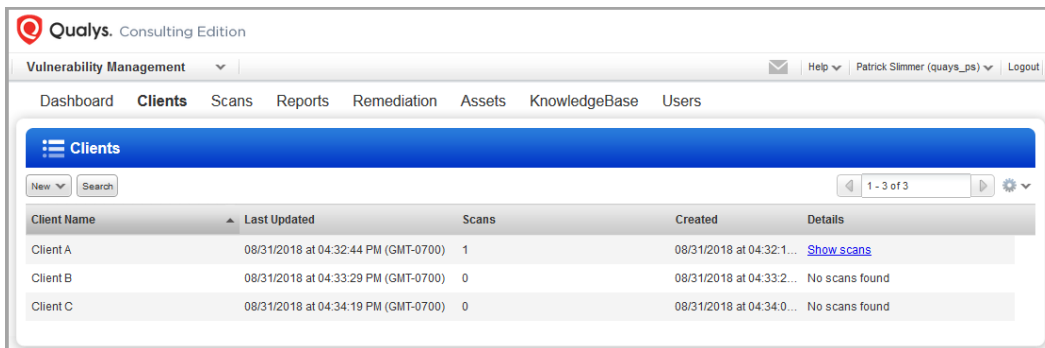 Qualys. Consulting Edition
Vulnerability Management Help Patrick Slimmer (quays_ps) Logout
Dashboard Clients Scans Reports Remediation Assets KnowledgeBase Users
Clients
New Search 1 - 3 of 3
Client Name Last Updated Scans Created Details
Client A 08/31/2018 at 04:32:44 PM (GMT-0700) 1 08/31/2018 at 04:32:1... Show scans
Client B 08/31/2018 at 04:33:29 PM (GMT-0700) 0 08/31/2018 at 04:33:2... No scans found
Client C 08/31/2018 at 04:34:19 PM (GMT-0700) 0 08/31/2018 at 04:34:0... No scans found